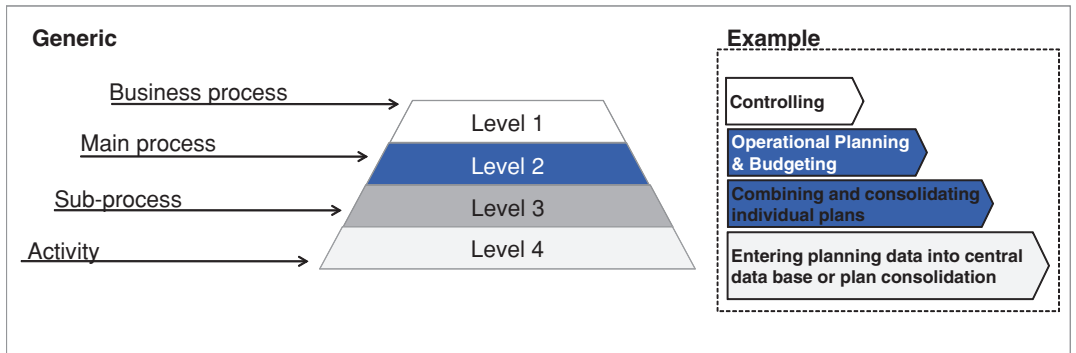 Generic
Example
Business process
Main process
Sub-process
Activity
Level 1
Level 2
Level 3
Level 4
Controlling
Operational Planning
& Budgeting
Combining and consolidating
individual plans
Entering planning data into central
data base or plan consolidation